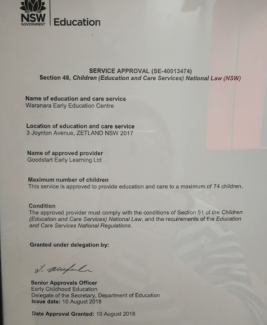 NSW
GOVERNMENT
Education
SERVICE APPROVAL (SE-40013474)
Section 48, Children (Education and Care Services) National Law (NSW)
Name of education and care service
Waranara Early Education Centre
Location of education and care service
3 Joynton Avenue, ZETLAND NSW 2017
Name of approved provider
Goodstart Early Learning Ltd
Maximum number of children
This service is approved to provide education and care to a maximum of 74 children.
Condition
The approved provider must comply with the conditions of Section 51 of the Children
(Education and Care Services) National Law, and the requirements of the Education
and Care Services National Regulations.
Granted under delegation by:
Senior Approvals Officer
Early Childhood Education
Delegate of the Secretary, Department of Education
Issue date: 10 August 2018
Date Approval Granted: 10 August 2018